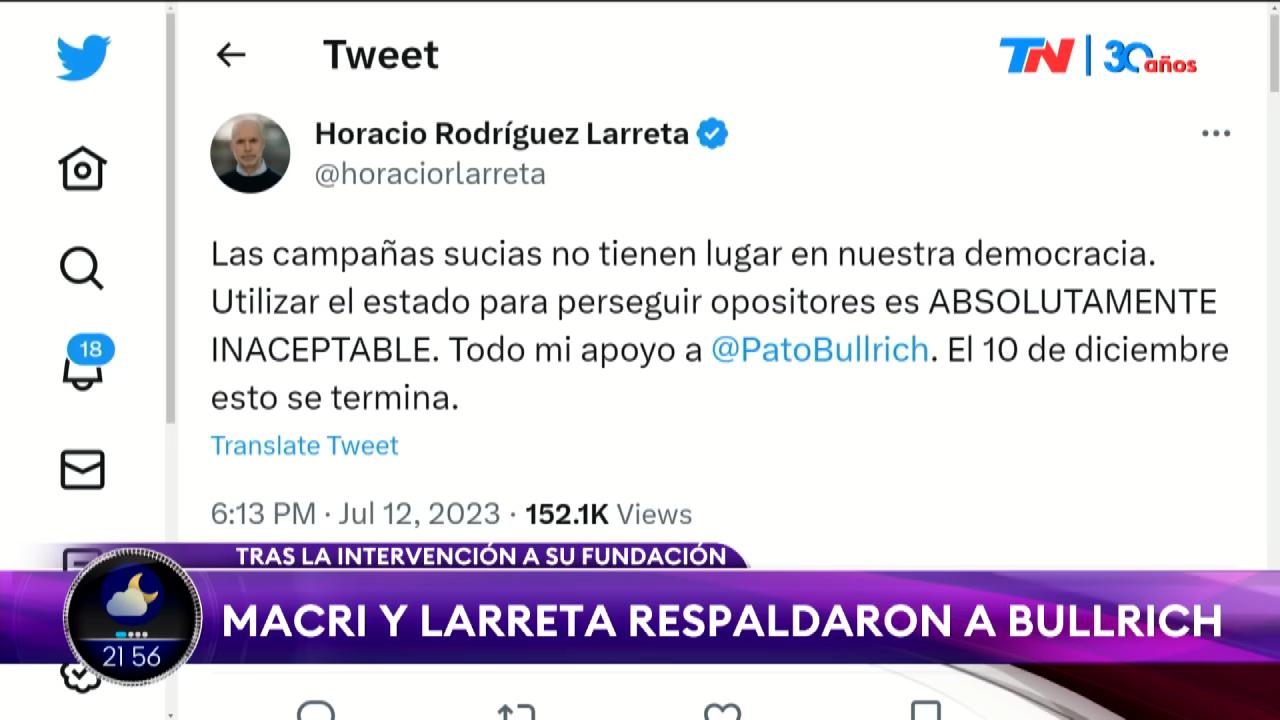 Tweet
TN 30 años
Horacio Rodríguez Larreta
@horaciorlarreta
Las campañas sucias no tienen lugar en nuestra democracia.
Utilizar el estado para perseguir opositores es ABSOLUTAMENTE
INACEPTABLE. Todo mi apoyo a @PatoBullrich. El 10 de diciembre
esto se termina.
Translate Tweet
6:13 PM · Jul 12, 2023 · 152.1K Views
18
TRAS LA INTERVENCIÓN A SU FUNDACIÓN
MACRI Y LARRETA RESPALDARON A BULLRICH
21 56